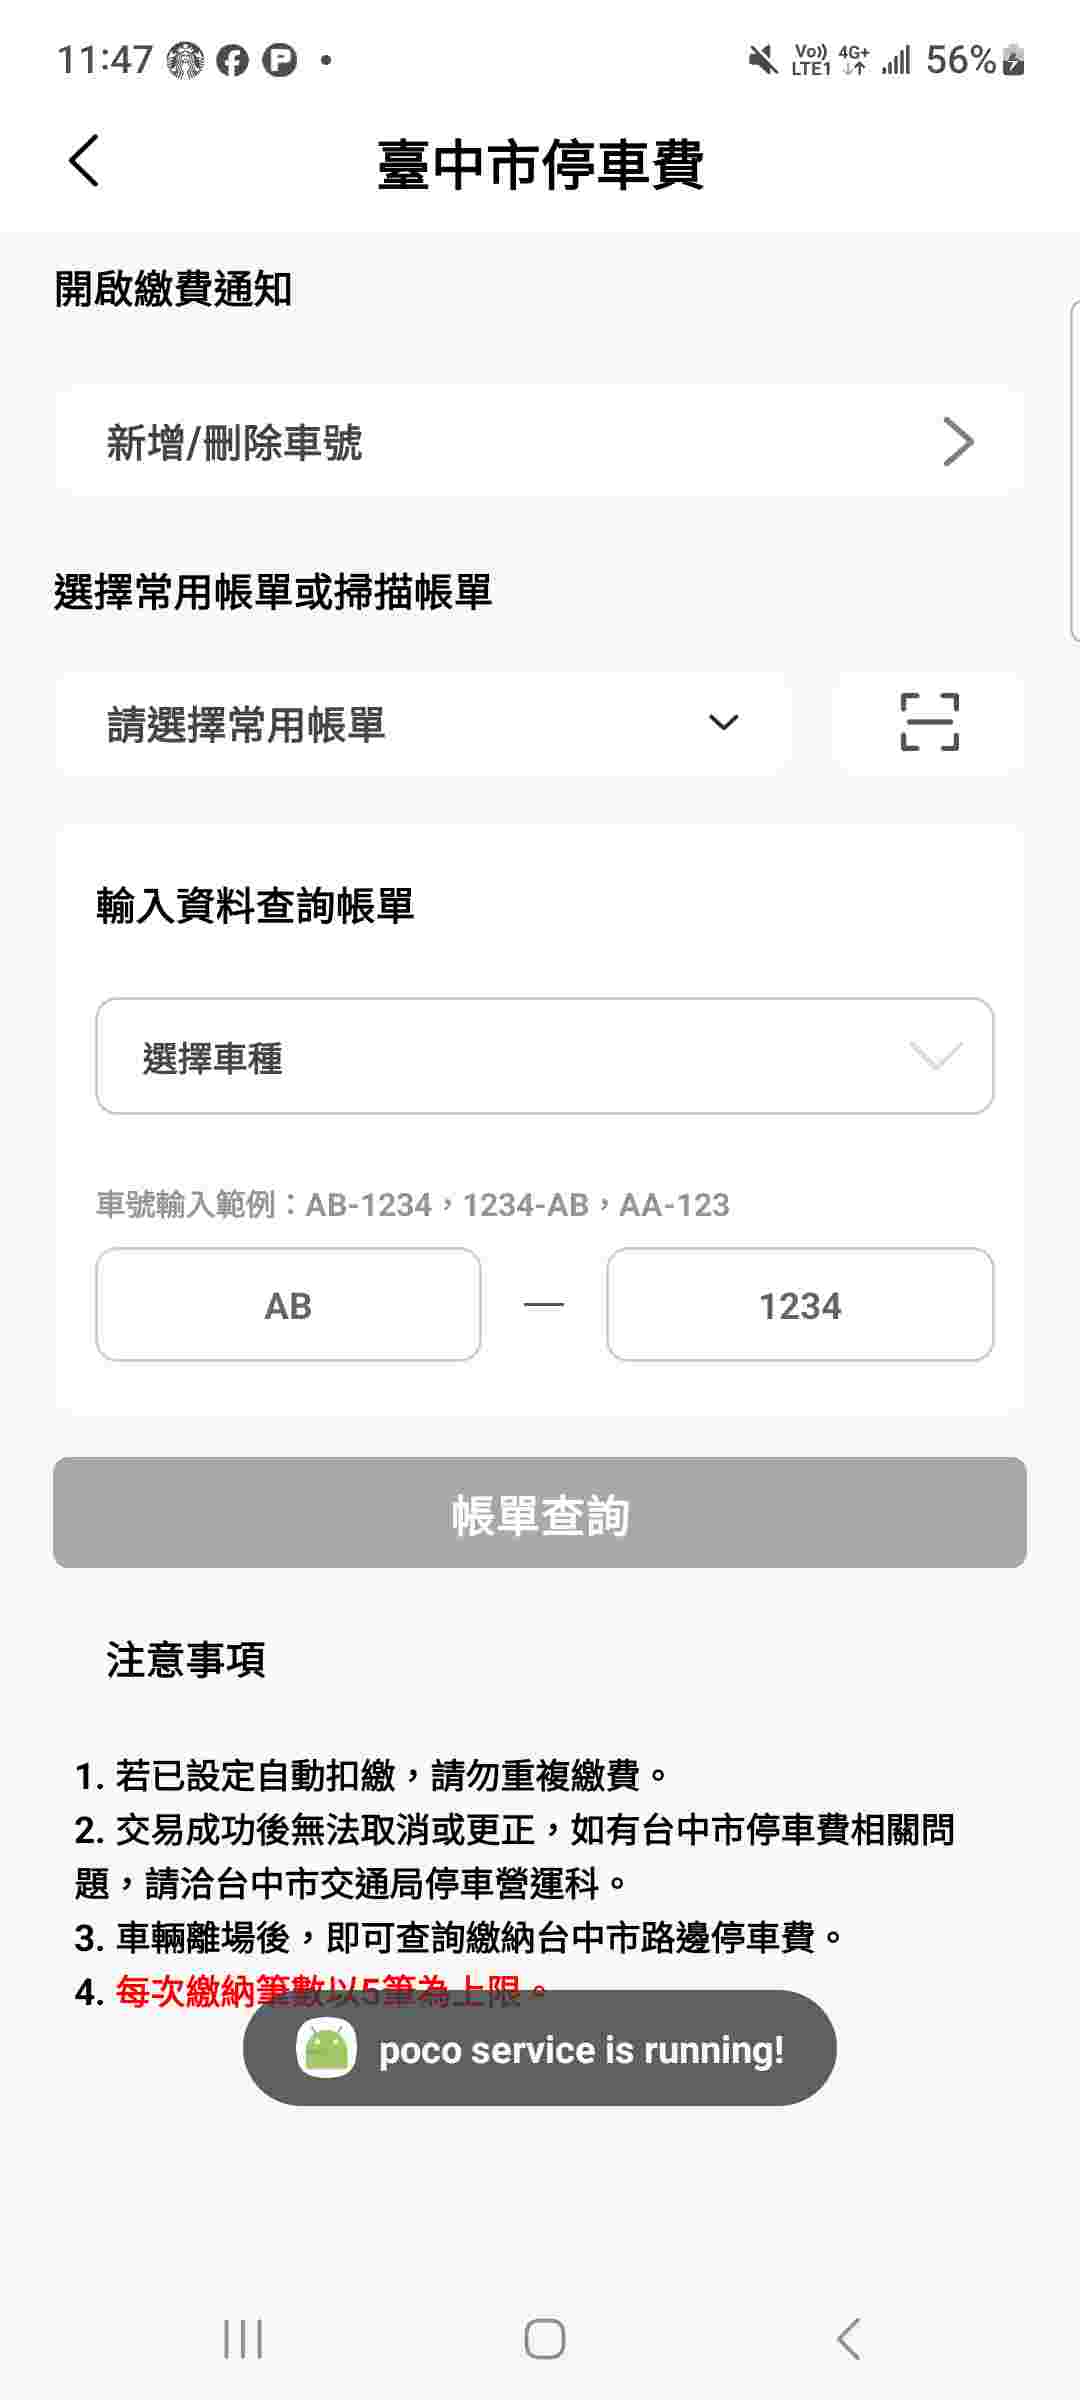 11:47
Vo)) LTE1 4G+ 56%
臺中市停車費
開啟繳費通知
新增/刪除車號
選擇常用帳單或掃描帳單
請選擇常用帳單
輸入資料查詢帳單
選擇車種
車號輸入範例：AB-1234，1234-AB，AA-123
AB — 1234
帳單查詢
注意事項
1. 若已設定自動扣繳，請勿重複繳費。
2. 交易成功後無法取消或更正，如有台中市停車費相關問
題，請洽台中市交通局停車營運科。
3. 車輛離場後，即可查詢繳納台中市路邊停車費。
4. 每次繳納筆數以5筆為上限。
poco service is running!